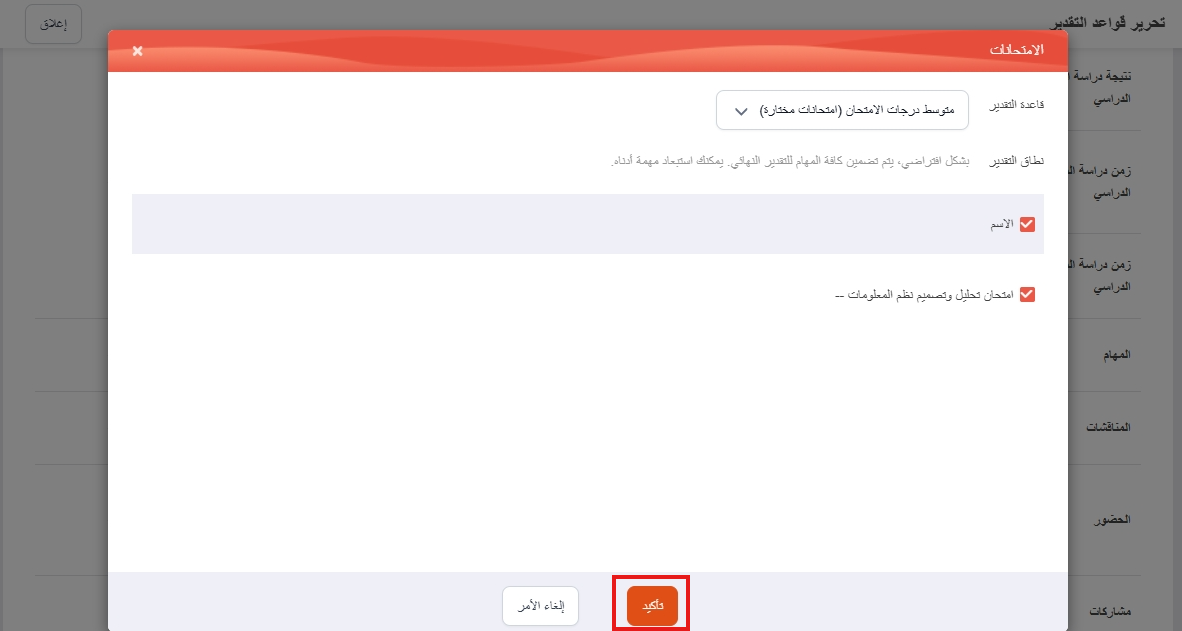 تحرير قواعد التقدير
إغلاق
الامتحانات
قاعدة التقدير
متوسط درجات الامتحان (امتحانات مختارة)
نطاق التقدير
بشكل افتراضي، يتم تضمين كافة المهام للتقدير النهائي. يمكنك استبعاد مهمة أدناه.
الاسم
امتحان تحليل وتصميم نظم المعلومات --
تأكيد
إلغاء الأمر
نتيجة دراسة
الدراسي
زمن دراسة
الدراسي
زمن دراسة
الدراسي
المهام
المناقشات
الحضور
مشاركات